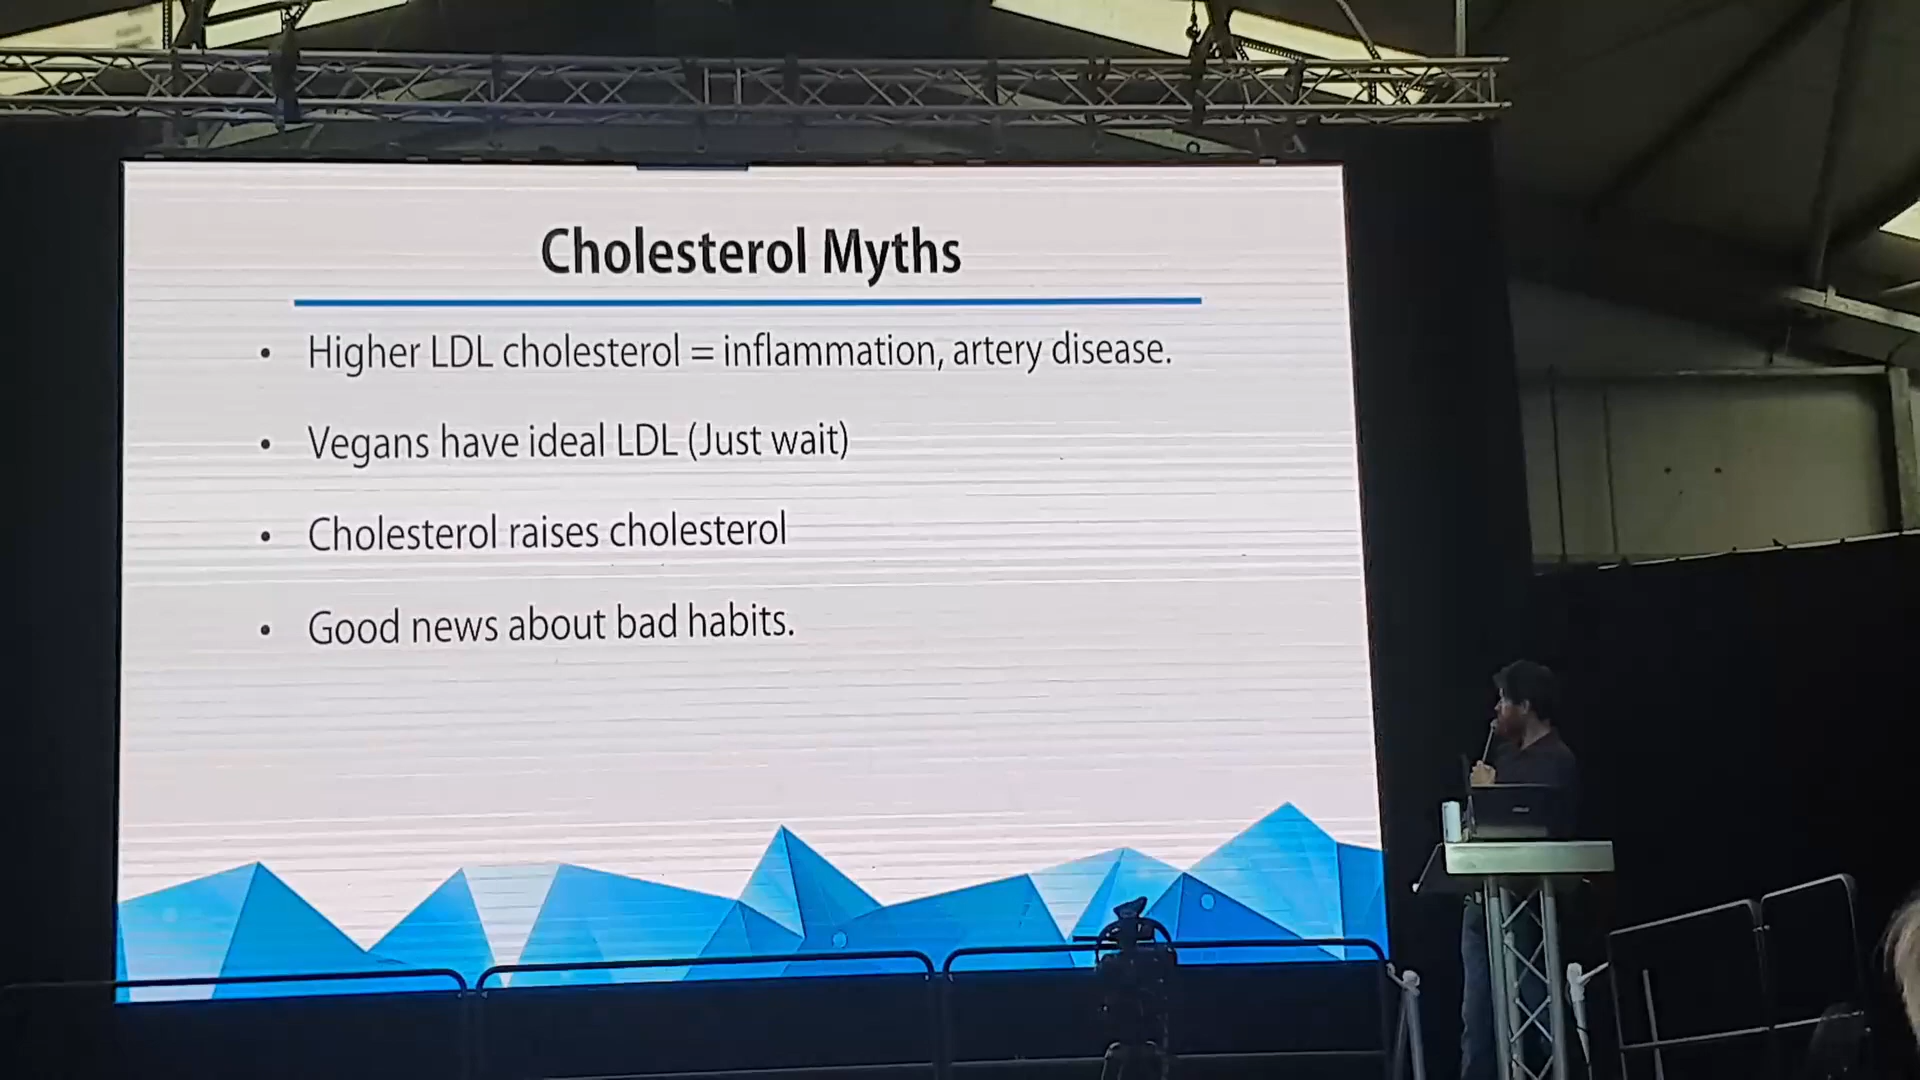 Cholesterol Myths
• Higher LDL cholesterol = inflammation, artery disease.
• Vegans have ideal LDL (Just wait)
• Cholesterol raises cholesterol
• Good news about bad habits.